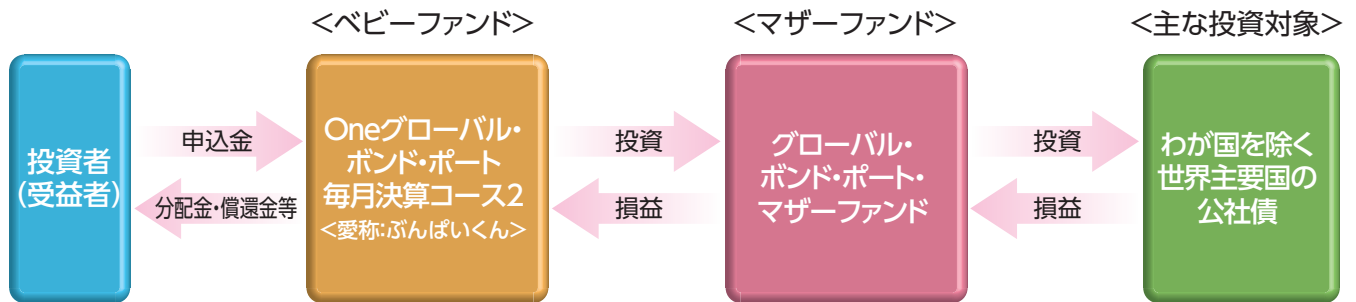 <ベビーファンド>
<マザーファンド>
<主な投資対象>
投資者
(受益者)
申込金
分配金・償還金等
Oneグローバル・
ボンド・ポート
毎月決算コース2
<愛称:ぶんぱいくん>
投資
損益
グローバル・
ボンド・ポート・
マザーファンド
投資
損益
わが国を除く
世界主要国の
公社債